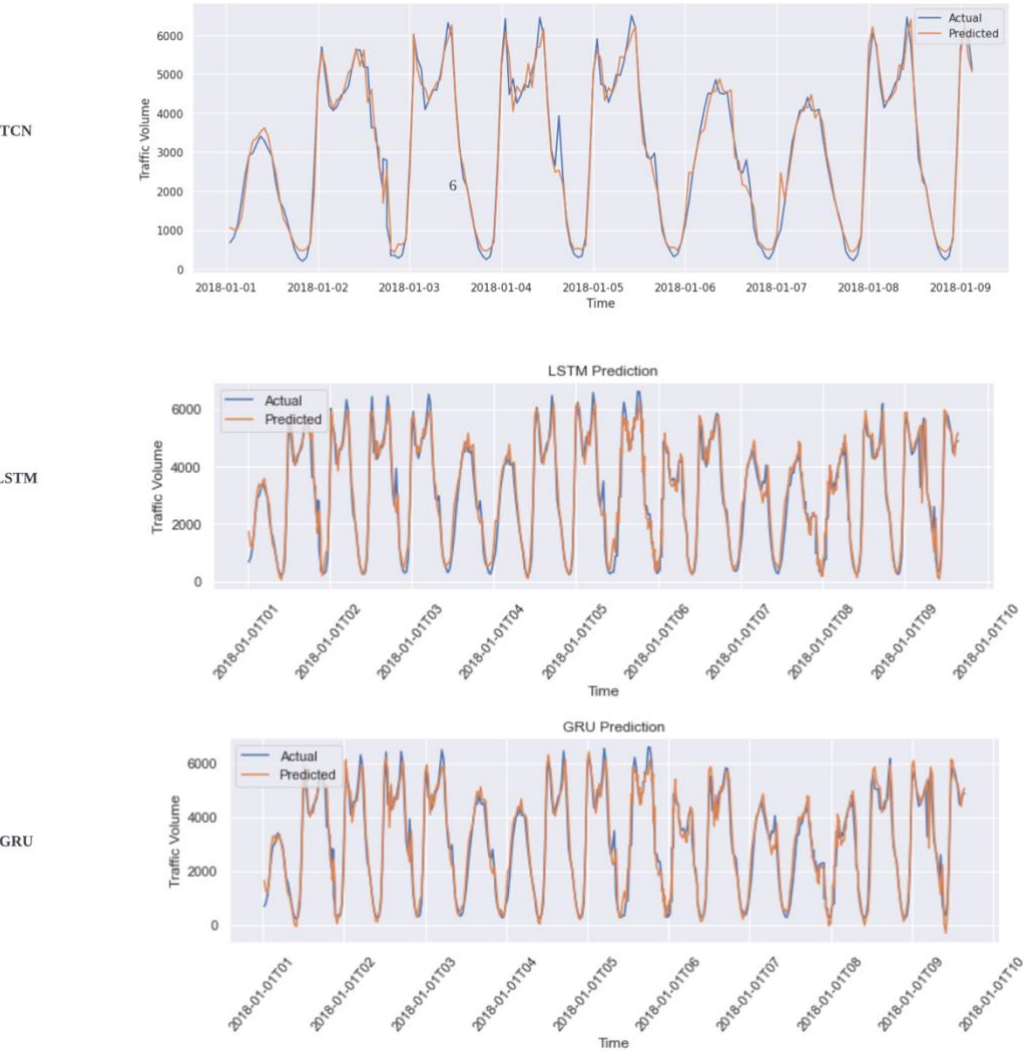 TCN
Traffic Volume
6000
5000
4000
3000
2000
1000
0
Actual
Predicted
6
2018-01-01 2018-01-02 2018-01-03 2018-01-04 2018-01-05 2018-01-06 2018-01-07 2018-01-08 2018-01-09
Time
LSTM Prediction
LSTM
Traffic Volume
6000
4000
2000
0
Actual
Predicted
2018-01-01T01 2018-01-01T02 2018-01-01T03 2018-01-01T04 2018-01-01T05 2018-01-01T06 2018-01-01T07 2018-01-01T08 2018-01-01T09 2018-01-01T10
Time
GRU Prediction
GRU
Traffic Volume
6000
4000
2000
0
Actual
Predicted
2018-01-01T01 2018-01-01T02 2018-01-01T03 2018-01-01T04 2018-01-01T05 2018-01-01T06 2018-01-01T07 2018-01-01T08 2018-01-01T09 2018-01-01T10
Time